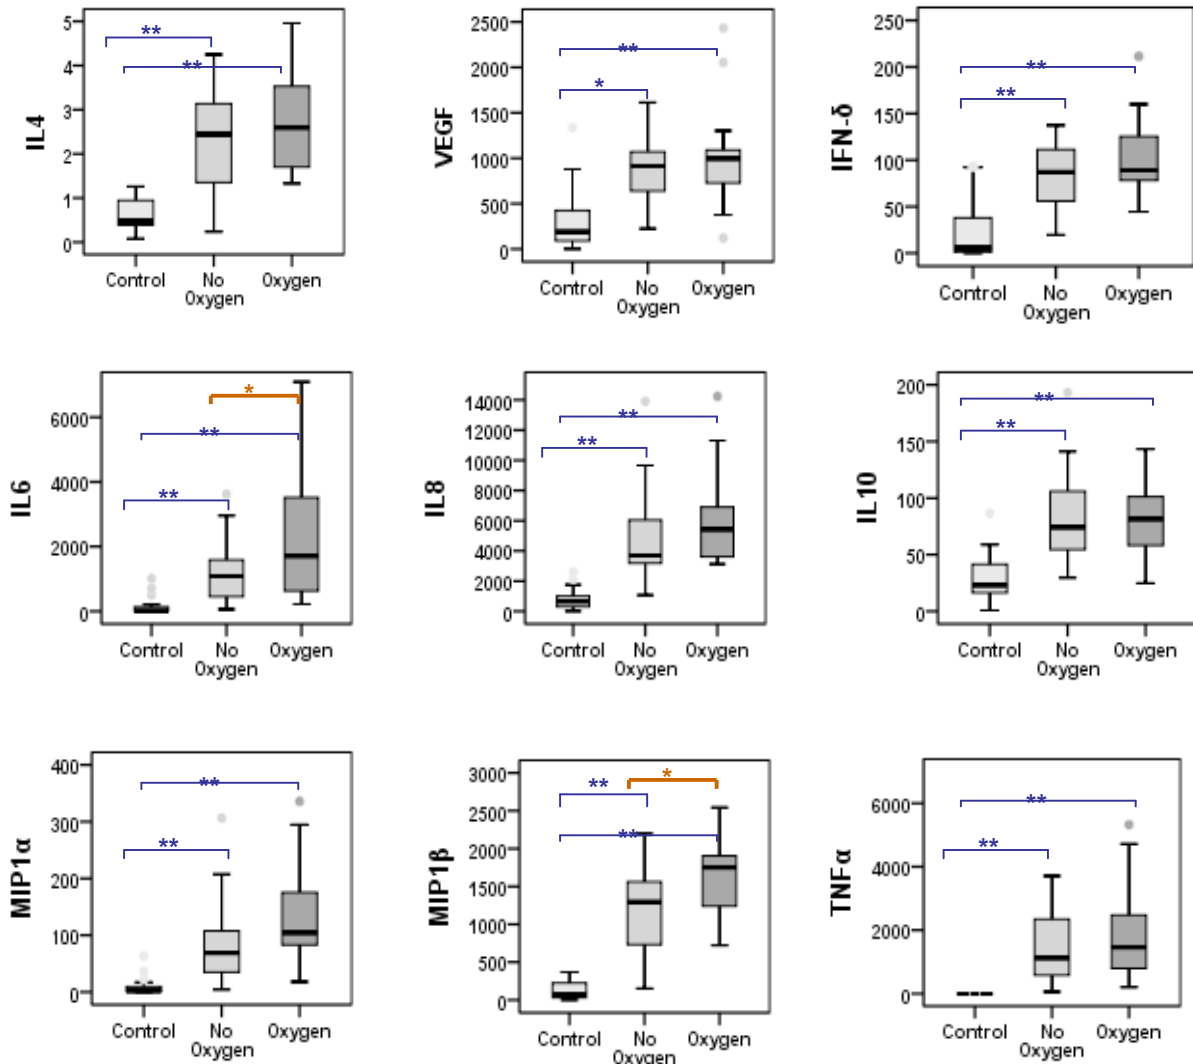 IL4
5
4
3
2
1
0
**
**
Control
No Oxygen
Oxygen
VEGF
2500
2000
1500
1000
500
0
**
*
Control
No Oxygen
Oxygen
IFN-δ
250
200
150
100
50
0
**
**
Control
No Oxygen
Oxygen
IL6
6000
4000
2000
0
*
**
**
Control
No Oxygen
Oxygen
IL8
14000
12000
10000
8000
6000
4000
2000
0
**
**
Control
No Oxygen
Oxygen
IL10
200
150
100
50
0
**
**
Control
No Oxygen
Oxygen
MIP1α
400
300
200
100
0
**
**
Control
No Oxygen
Oxygen
MIP1β
3000
2500
2000
1500
1000
500
0
*
**
**
Control
No Oxygen
Oxygen
TNFα
6000
4000
2000
0
**
**
Control
No Oxygen
Oxygen